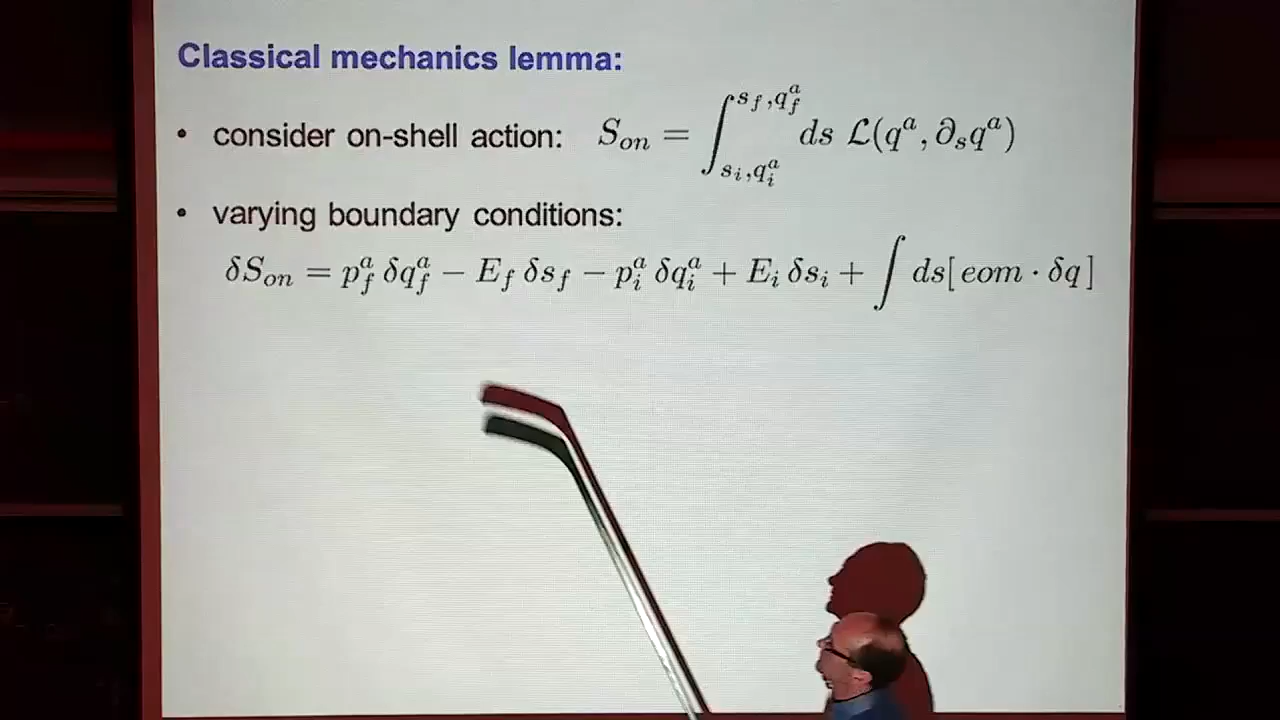 Classical mechanics lemma:
• consider on-shell action: $S_{on} = \int_{s_i, q_i^a}^{s_f, q_f^a} ds\ \mathcal{L}(q^a, \partial_s q^a)$
• varying boundary conditions:
$\delta S_{on} = p_f^a\, \delta q_f^a - E_f\, \delta s_f - p_i^a\, \delta q_i^a + E_i\, \delta s_i + \int ds [\, eom \cdot \delta q\, ]$